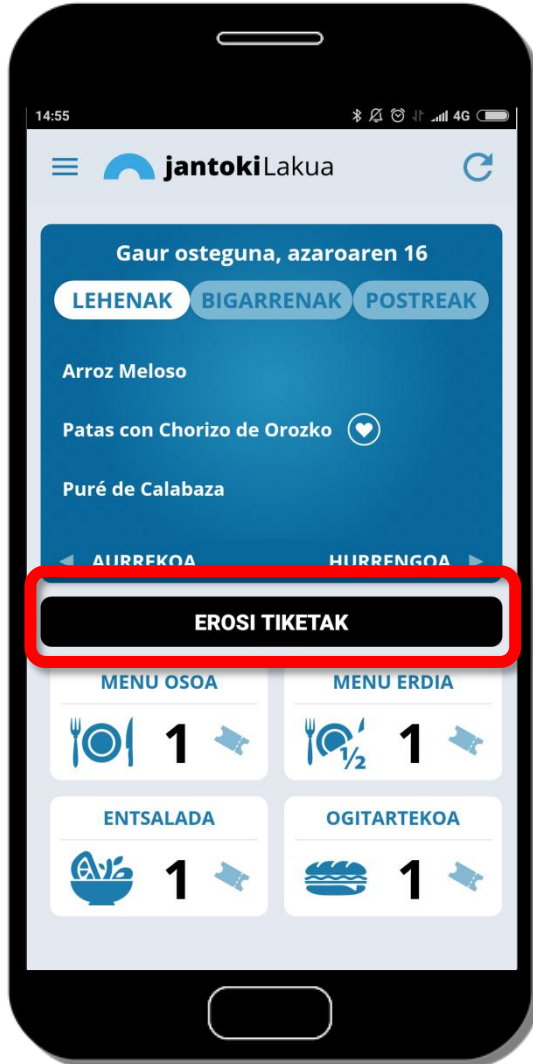 14:55 4G
jantokiLakua
Gaur osteguna, azaroaren 16
LEHENAK BIGARRENAK POSTREAK
Arroz Meloso
Patas con Chorizo de Orozko
Puré de Calabaza
AURREKOA HURRENGOA
EROSI TIKETAK
MENU OSOA MENU ERDIA
1 1/2 1
ENTSALADA OGITARTEKOA
1 1